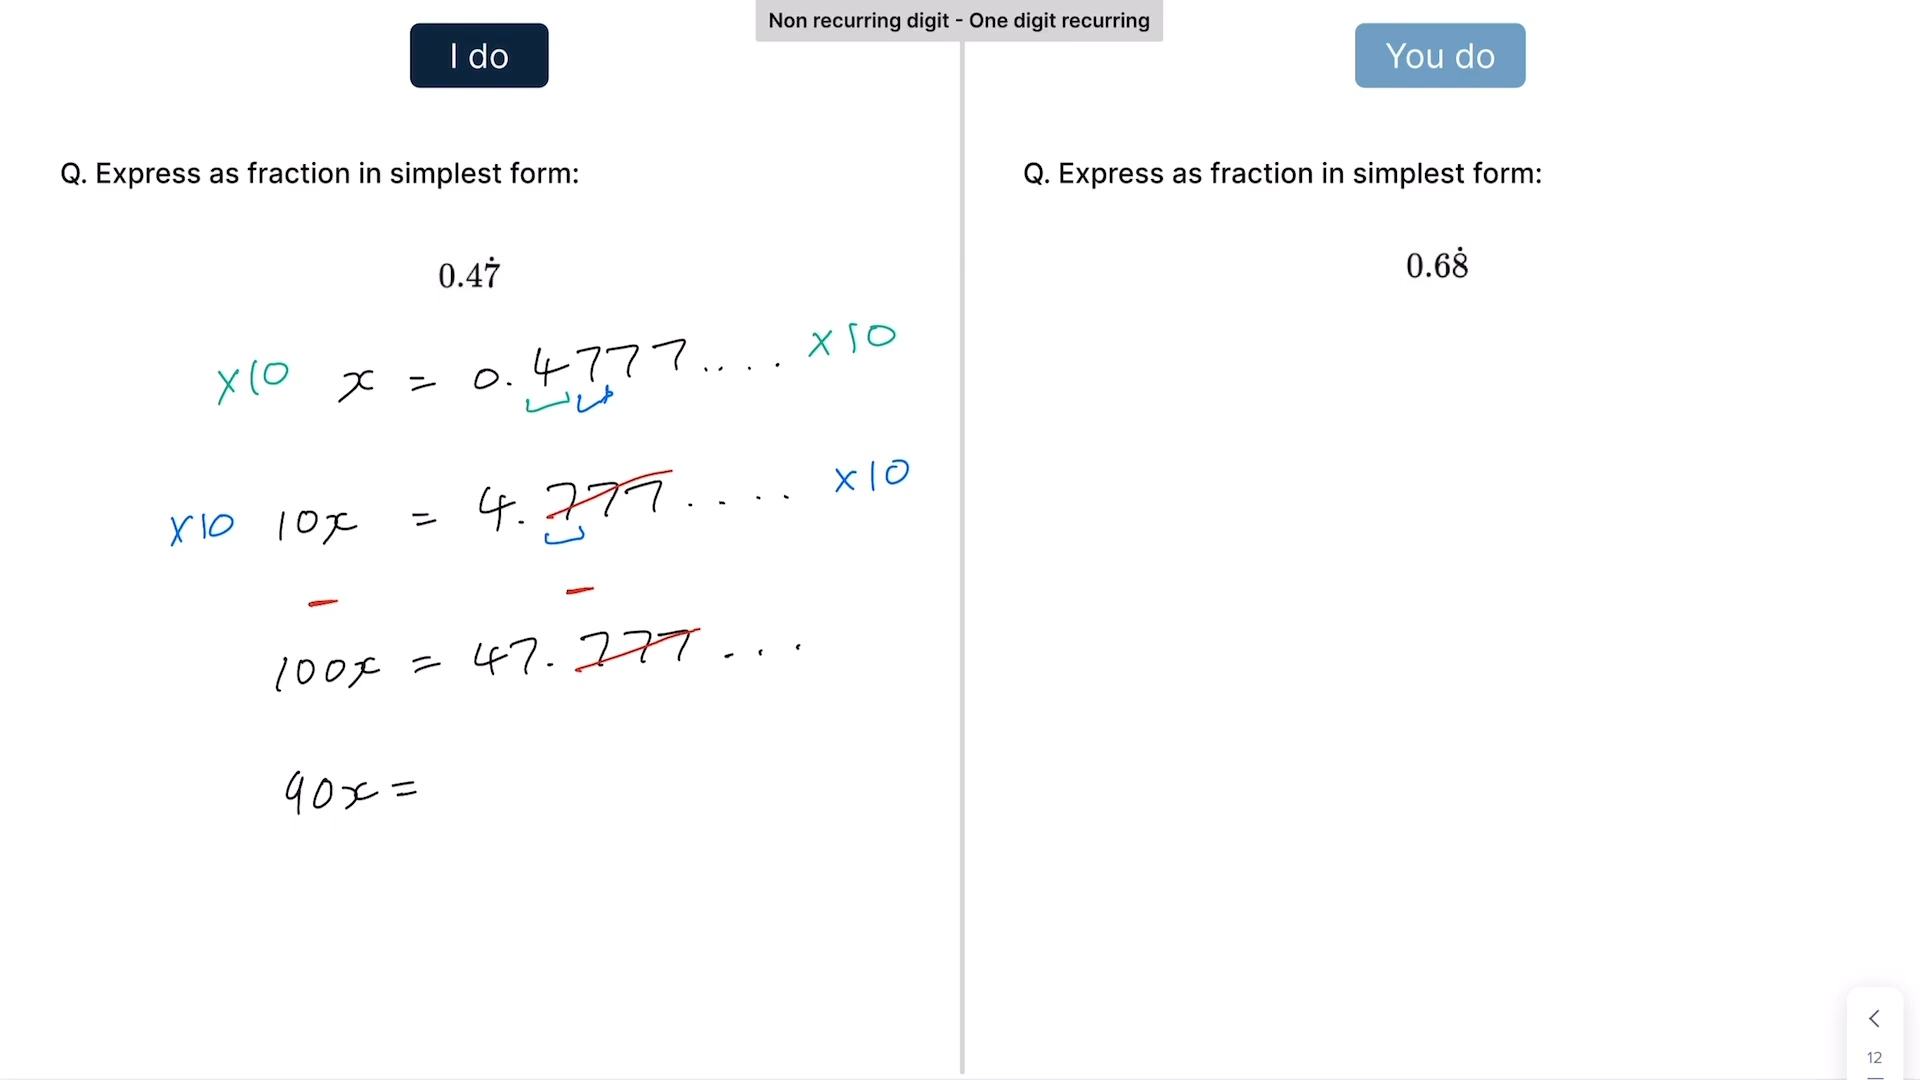 Non recurring digit - One digit recurring
I do
Q. Express as fraction in simplest form:
0.47̇
×10 x = 0.4777.... ×10
×10 10x = 4.777.... ×10
- -
100x = 47.777...
90x =
You do
Q. Express as fraction in simplest form:
0.68̇
<
12